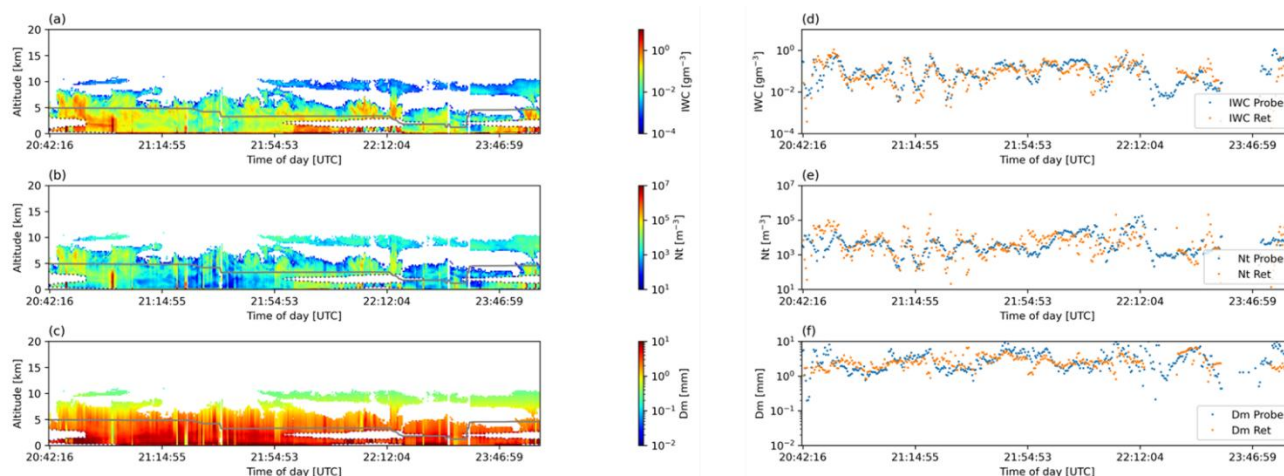 (a)
20
15
10
5
0
Altitude [km]
20:42:16 21:14:55 21:54:53 22:12:04 23:46:59
Time of day [UTC]
10⁰
10⁻²
10⁻⁴
IWC [gm⁻³]
(d)
10⁰
10⁻²
10⁻⁴
IWC [gm⁻³]
IWC Probe
IWC Ret
20:42:16 21:14:55 21:54:53 22:12:04 23:46:59
Time of day [UTC]
(b)
20
15
10
5
0
Altitude [km]
20:42:16 21:14:55 21:54:53 22:12:04 23:46:59
Time of day [UTC]
10⁷
10⁵
10³
10¹
Nt [m⁻³]
(e)
10⁷
10⁵
10³
10¹
Nt [m⁻³]
Nt Probe
Nt Ret
20:42:16 21:14:55 21:54:53 22:12:04 23:46:59
Time of day [UTC]
(c)
20
15
10
5
0
Altitude [km]
20:42:16 21:14:55 21:54:53 22:12:04 23:46:59
Time of day [UTC]
10¹
10⁰
10⁻¹
10⁻²
Dm [mm]
(f)
10¹
10⁰
10⁻¹
10⁻²
Dm [mm]
Dm Probe
Dm Ret
20:42:16 21:14:55 21:54:53 22:12:04 23:46:59
Time of day [UTC]